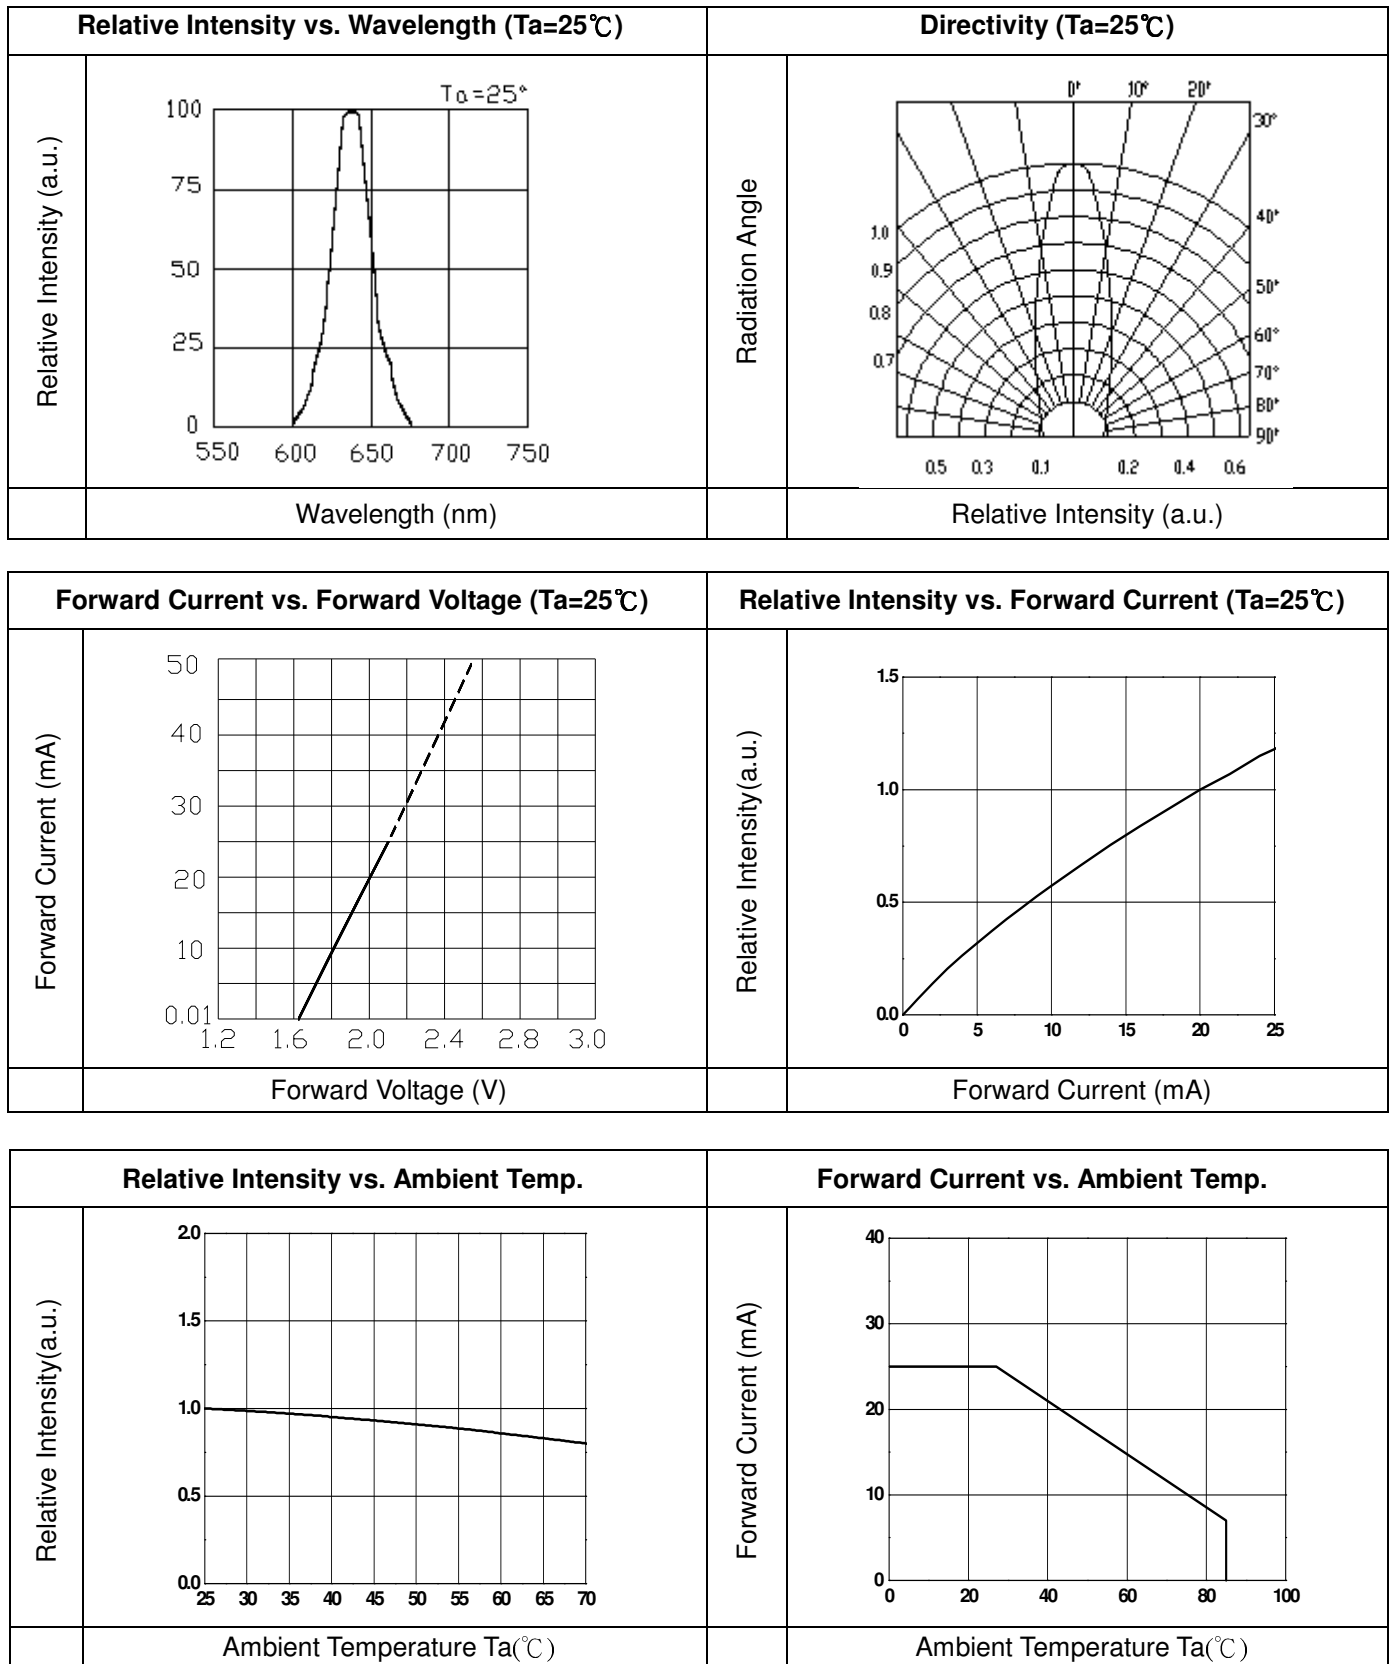 Relative Intensity vs. Wavelength (Ta=25℃)
Directivity (Ta=25℃)
Relative Intensity (a.u.)
Ta=25°
100
75
50
25
0
550 600 650 700 750
Wavelength (nm)
Radiation Angle
0° 10° 20°
30°
40°
50°
60°
70°
80°
90°
1.0
0.9
0.8
0.7
0.5 0.3 0.1 0.2 0.4 0.6
Relative Intensity (a.u.)
Forward Current vs. Forward Voltage (Ta=25℃)
Relative Intensity vs. Forward Current (Ta=25℃)
Forward Current (mA)
50
40
30
20
10
0.01
1.2 1.6 2.0 2.4 2.8 3.0
Forward Voltage (V)
Relative Intensity(a.u.)
1.5
1.0
0.5
0.0
0 5 10 15 20 25
Forward Current (mA)
Relative Intensity vs. Ambient Temp.
Forward Current vs. Ambient Temp.
Relative Intensity(a.u.)
2.0
1.5
1.0
0.5
0.0
25 30 35 40 45 50 55 60 65 70
Ambient Temperature Ta(℃)
Forward Current (mA)
40
30
20
10
0
0 20 40 60 80 100
Ambient Temperature Ta(℃)